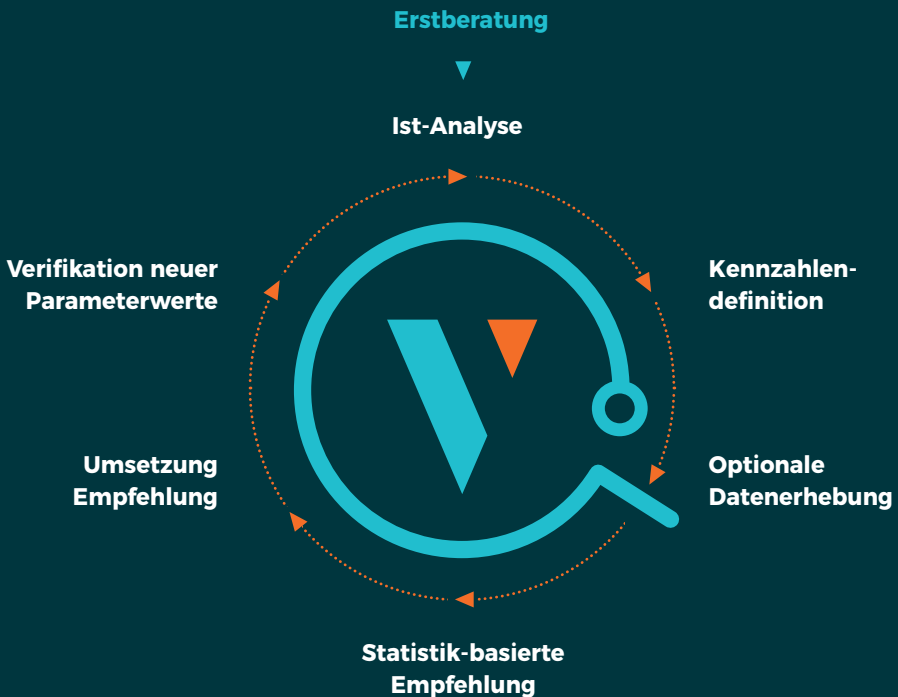 Erstberatung
Ist-Analyse
Kennzahlen-
definition
Optionale
Datenerhebung
Statistik-basierte
Empfehlung
Umsetzung
Empfehlung
Verifikation neuer
Parameterwerte